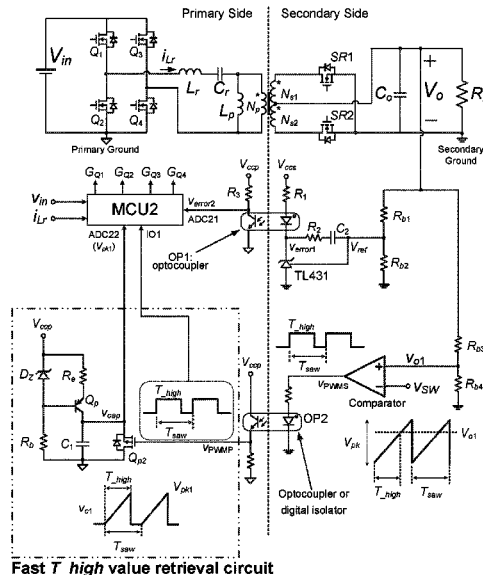 Primary Side
Secondary Side
Vin
Q1
Q3
iLr
Lr
Cr
Lp
Np
*
*
*
Ns1
Ns2
SR1
SR2
Co
+
Vo
−
R
Q2
Q4
Primary Ground
Secondary Ground
GQ1 GQ2 GQ3 GQ4
vin
iLr
MCU2
Verror2
ADC21
ADC22
(Vpk1)
IO1
Vccp
R3
OP1:
optocoupler
R1
R2
C2
Verror1
Vref
TL431
Rb1
Rb2
Rb3
Rb4
Vccp
Dz
Re
Qp
Rb
C1
vcap
Qp2
T_high
Tsaw
Vccp
vPWMP
OP2
T_high
Tsaw
vPWMS
Comparator
+
−
vo1
vSW
Vpk
Vo1
T_high
Tsaw
Optocoupler or
digital isolator
T_high
Vpk1
Tsaw
Fast T_high value retrieval circuit